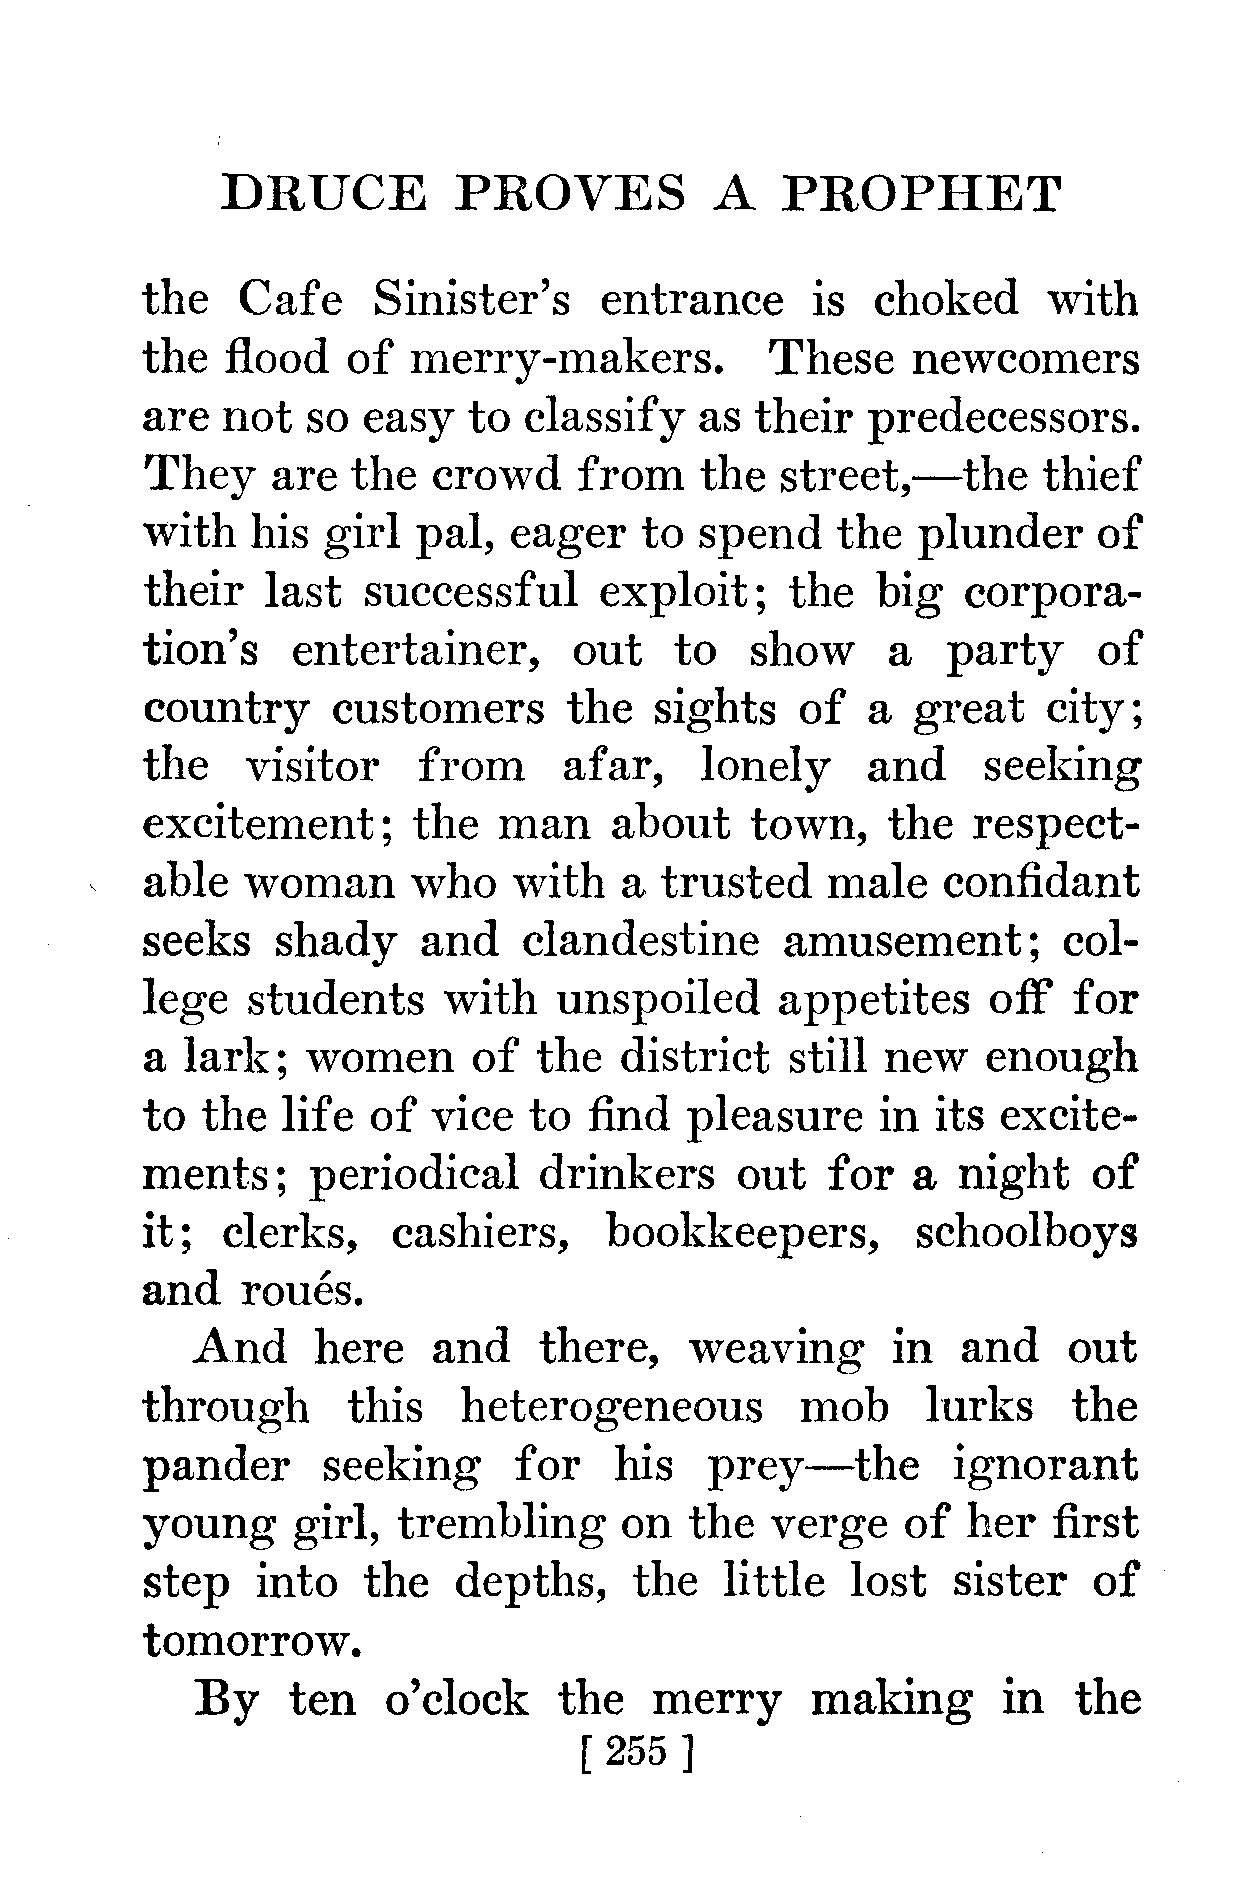 DRUCE PROVES A PROPHET
the Cafe Sinister's entrance is choked with
the flood of merry-makers. These newcomers
are not so easy to classify as their predecessors.
They are the crowd from the street,—the thief
with his girl pal, eager to spend the plunder of
their last successful exploit; the big corpora-
tion's entertainer, out to show a party of
country customers the sights of a great city;
the visitor from afar, lonely and seeking
excitement; the man about town, the respect-
able woman who with a trusted male confidant
seeks shady and clandestine amusement; col-
lege students with unspoiled appetites off for
a lark; women of the district still new enough
to the life of vice to find pleasure in its excite-
ments; periodical drinkers out for a night of
it; clerks, cashiers, bookkeepers, schoolboys
and roués.
And here and there, weaving in and out
through this heterogeneous mob lurks the
pander seeking for his prey—the ignorant
young girl, trembling on the verge of her first
step into the depths, the little lost sister of
tomorrow.
By ten o'clock the merry making in the
[ 255 ]